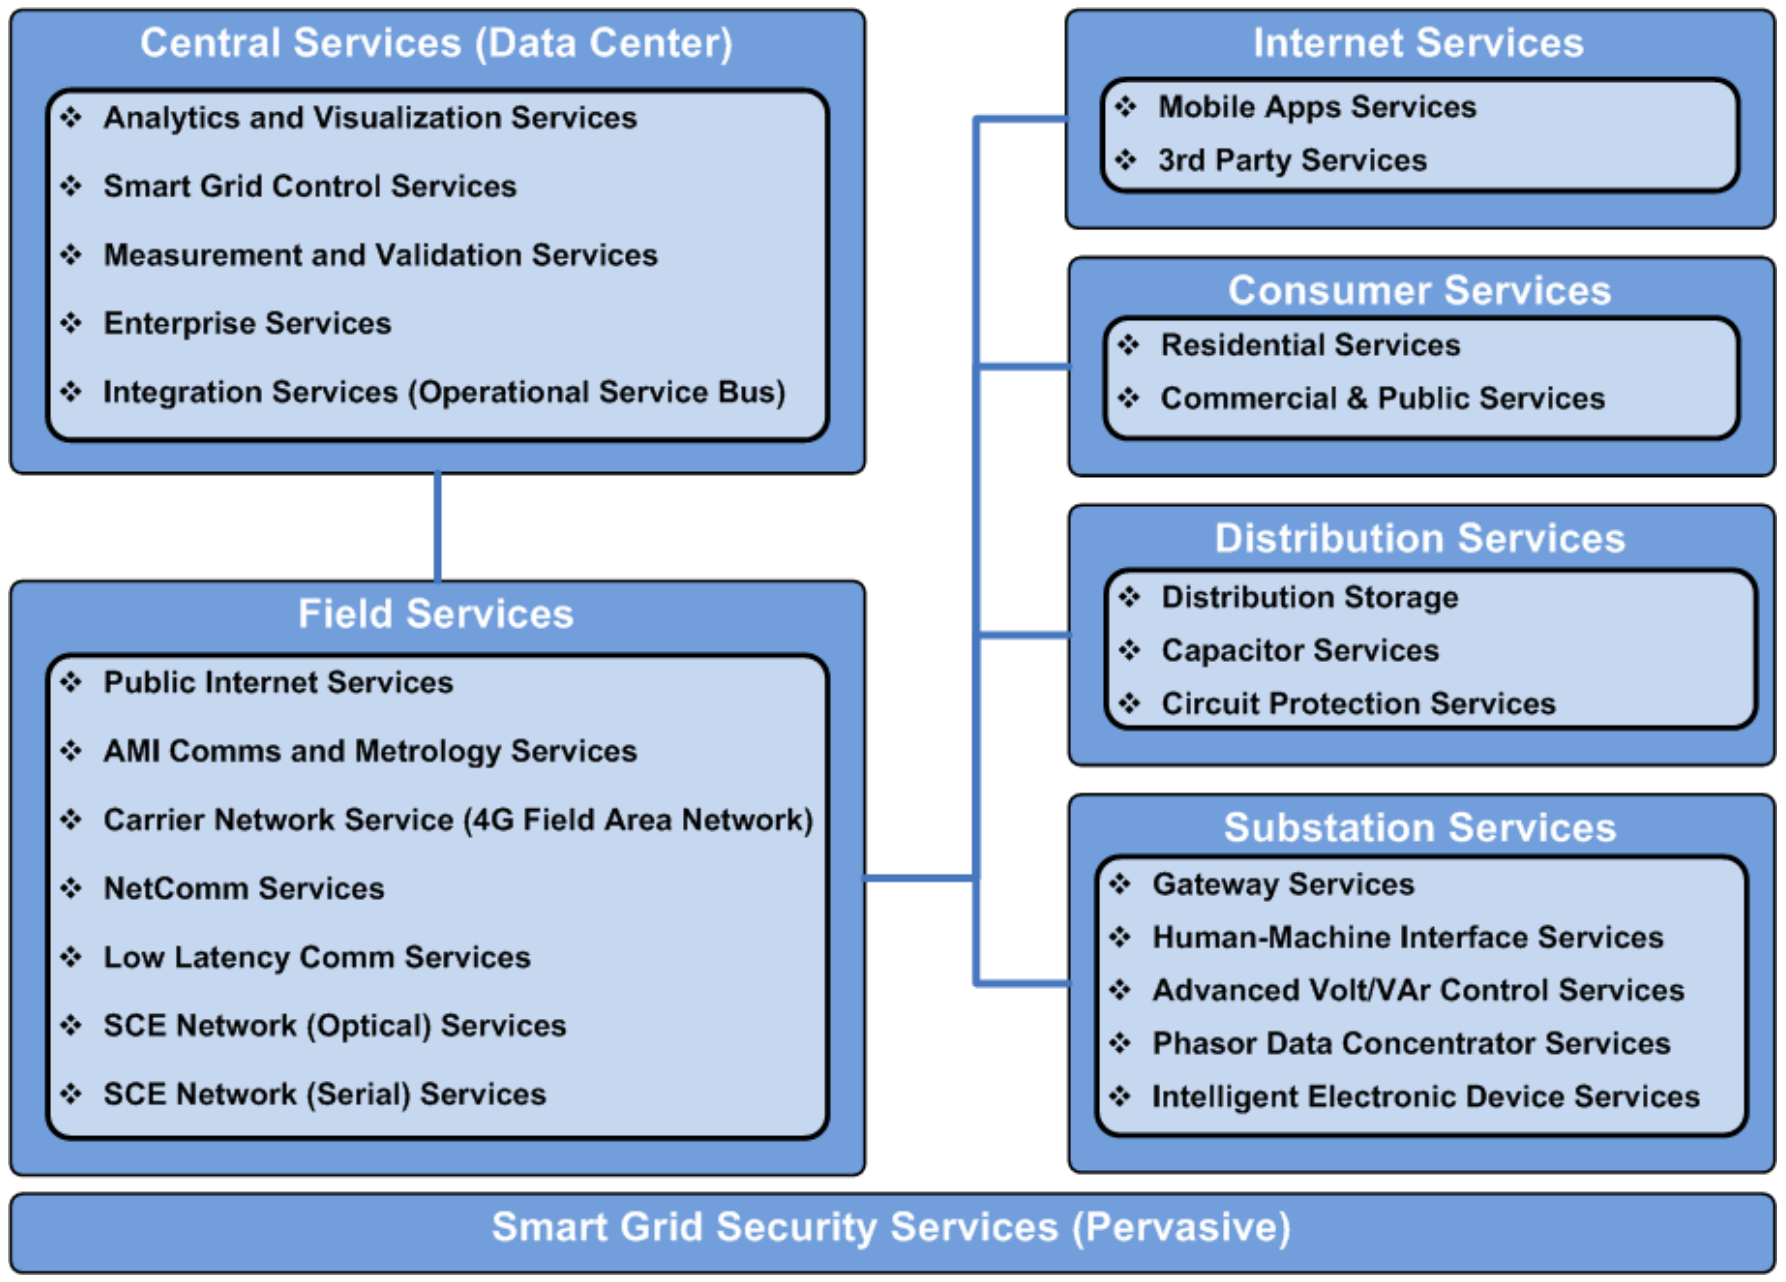 Central Services (Data Center)
❖ Analytics and Visualization Services
❖ Smart Grid Control Services
❖ Measurement and Validation Services
❖ Enterprise Services
❖ Integration Services (Operational Service Bus)
Field Services
❖ Public Internet Services
❖ AMI Comms and Metrology Services
❖ Carrier Network Service (4G Field Area Network)
❖ NetComm Services
❖ Low Latency Comm Services
❖ SCE Network (Optical) Services
❖ SCE Network (Serial) Services
Internet Services
❖ Mobile Apps Services
❖ 3rd Party Services
Consumer Services
❖ Residential Services
❖ Commercial & Public Services
Distribution Services
❖ Distribution Storage
❖ Capacitor Services
❖ Circuit Protection Services
Substation Services
❖ Gateway Services
❖ Human-Machine Interface Services
❖ Advanced Volt/VAr Control Services
❖ Phasor Data Concentrator Services
❖ Intelligent Electronic Device Services
Smart Grid Security Services (Pervasive)